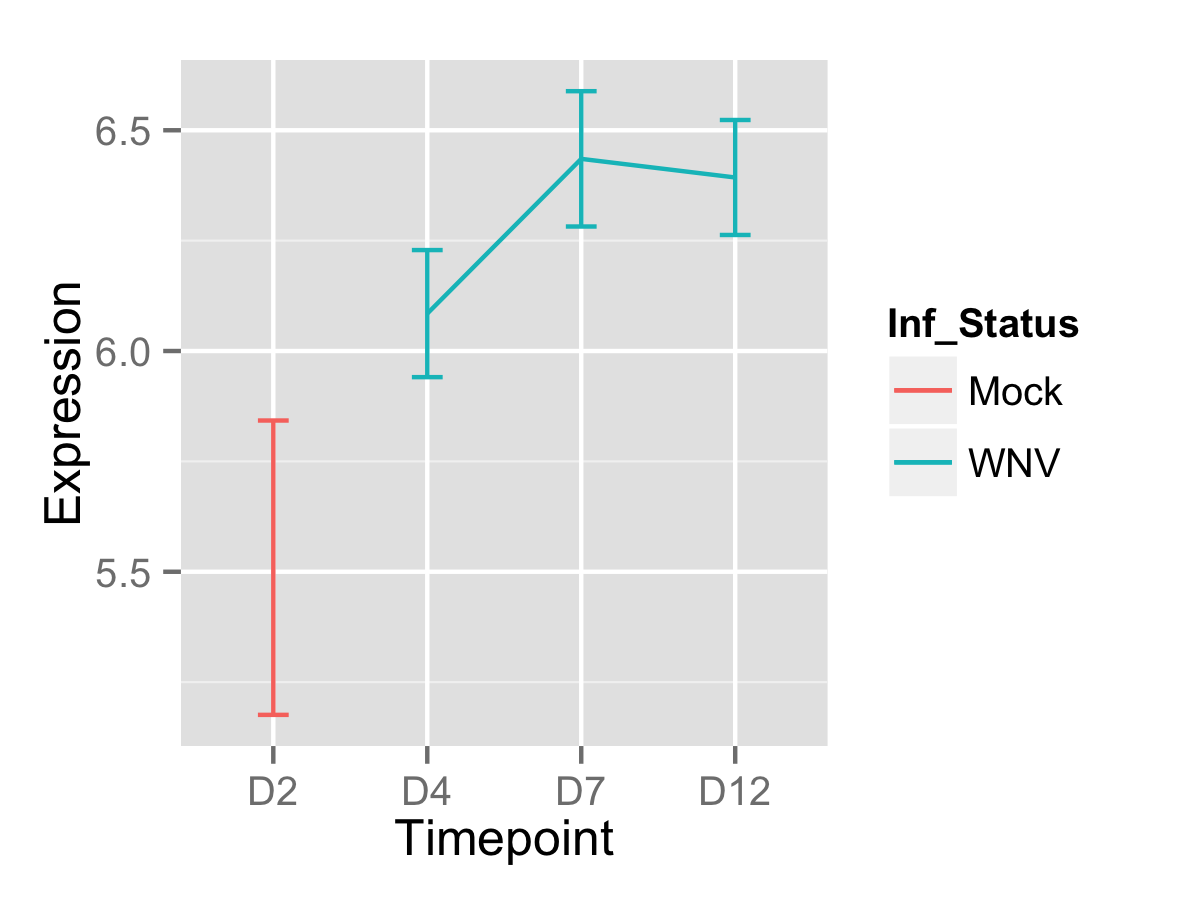 Expression
6.5
6.0
5.5
D2 D4 D7 D12
Timepoint
Inf_Status
Mock
WNV